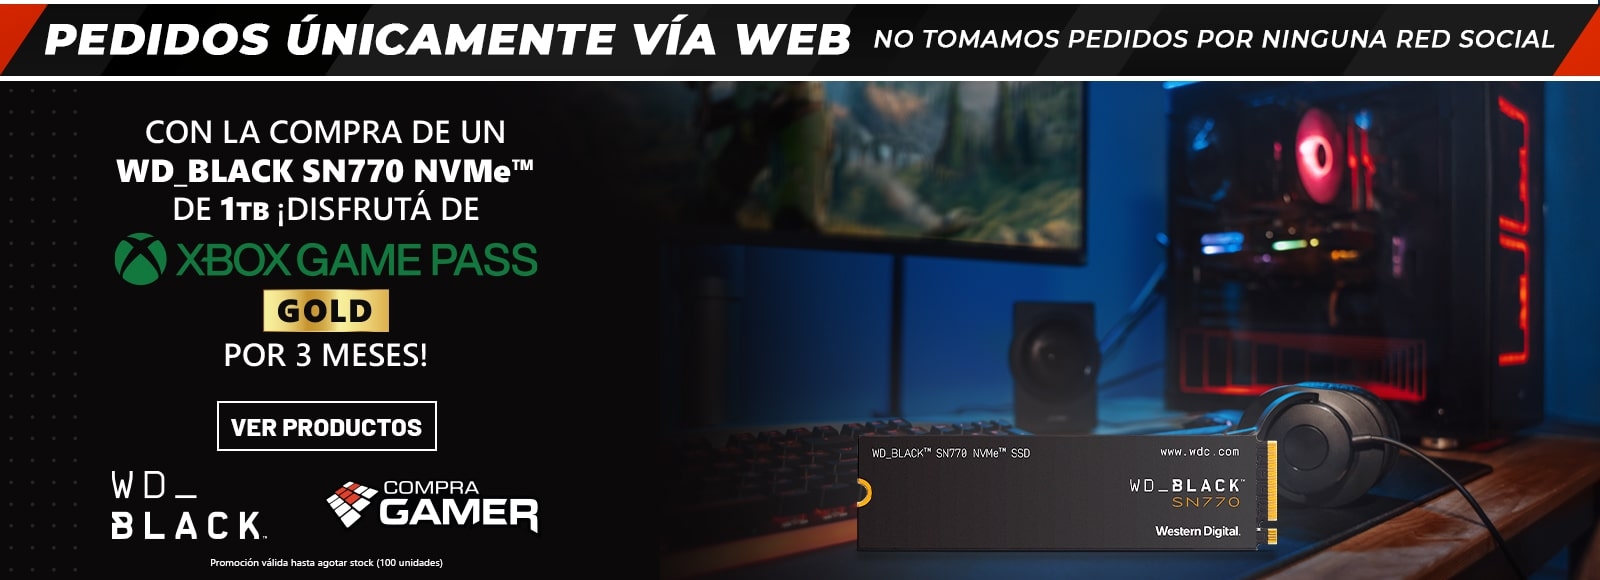 PEDIDOS ÚNICAMENTE VÍA WEB NO TOMAMOS PEDIDOS POR NINGUNA RED SOCIAL
CON LA COMPRA DE UN
WD_BLACK SN770 NVMe™
DE 1TB ¡DISFRUTÁ DE
XBOX GAME PASS
GOLD
POR 3 MESES!
VER PRODUCTOS
WD_
BLACK™
COMPRA
GAMER
Promoción válida hasta agotar stock (100 unidades)
WD_BLACK™ SN770 NVMe™ SSD
www.wdc.com
WD_BLACK™
SN770
Western Digital.